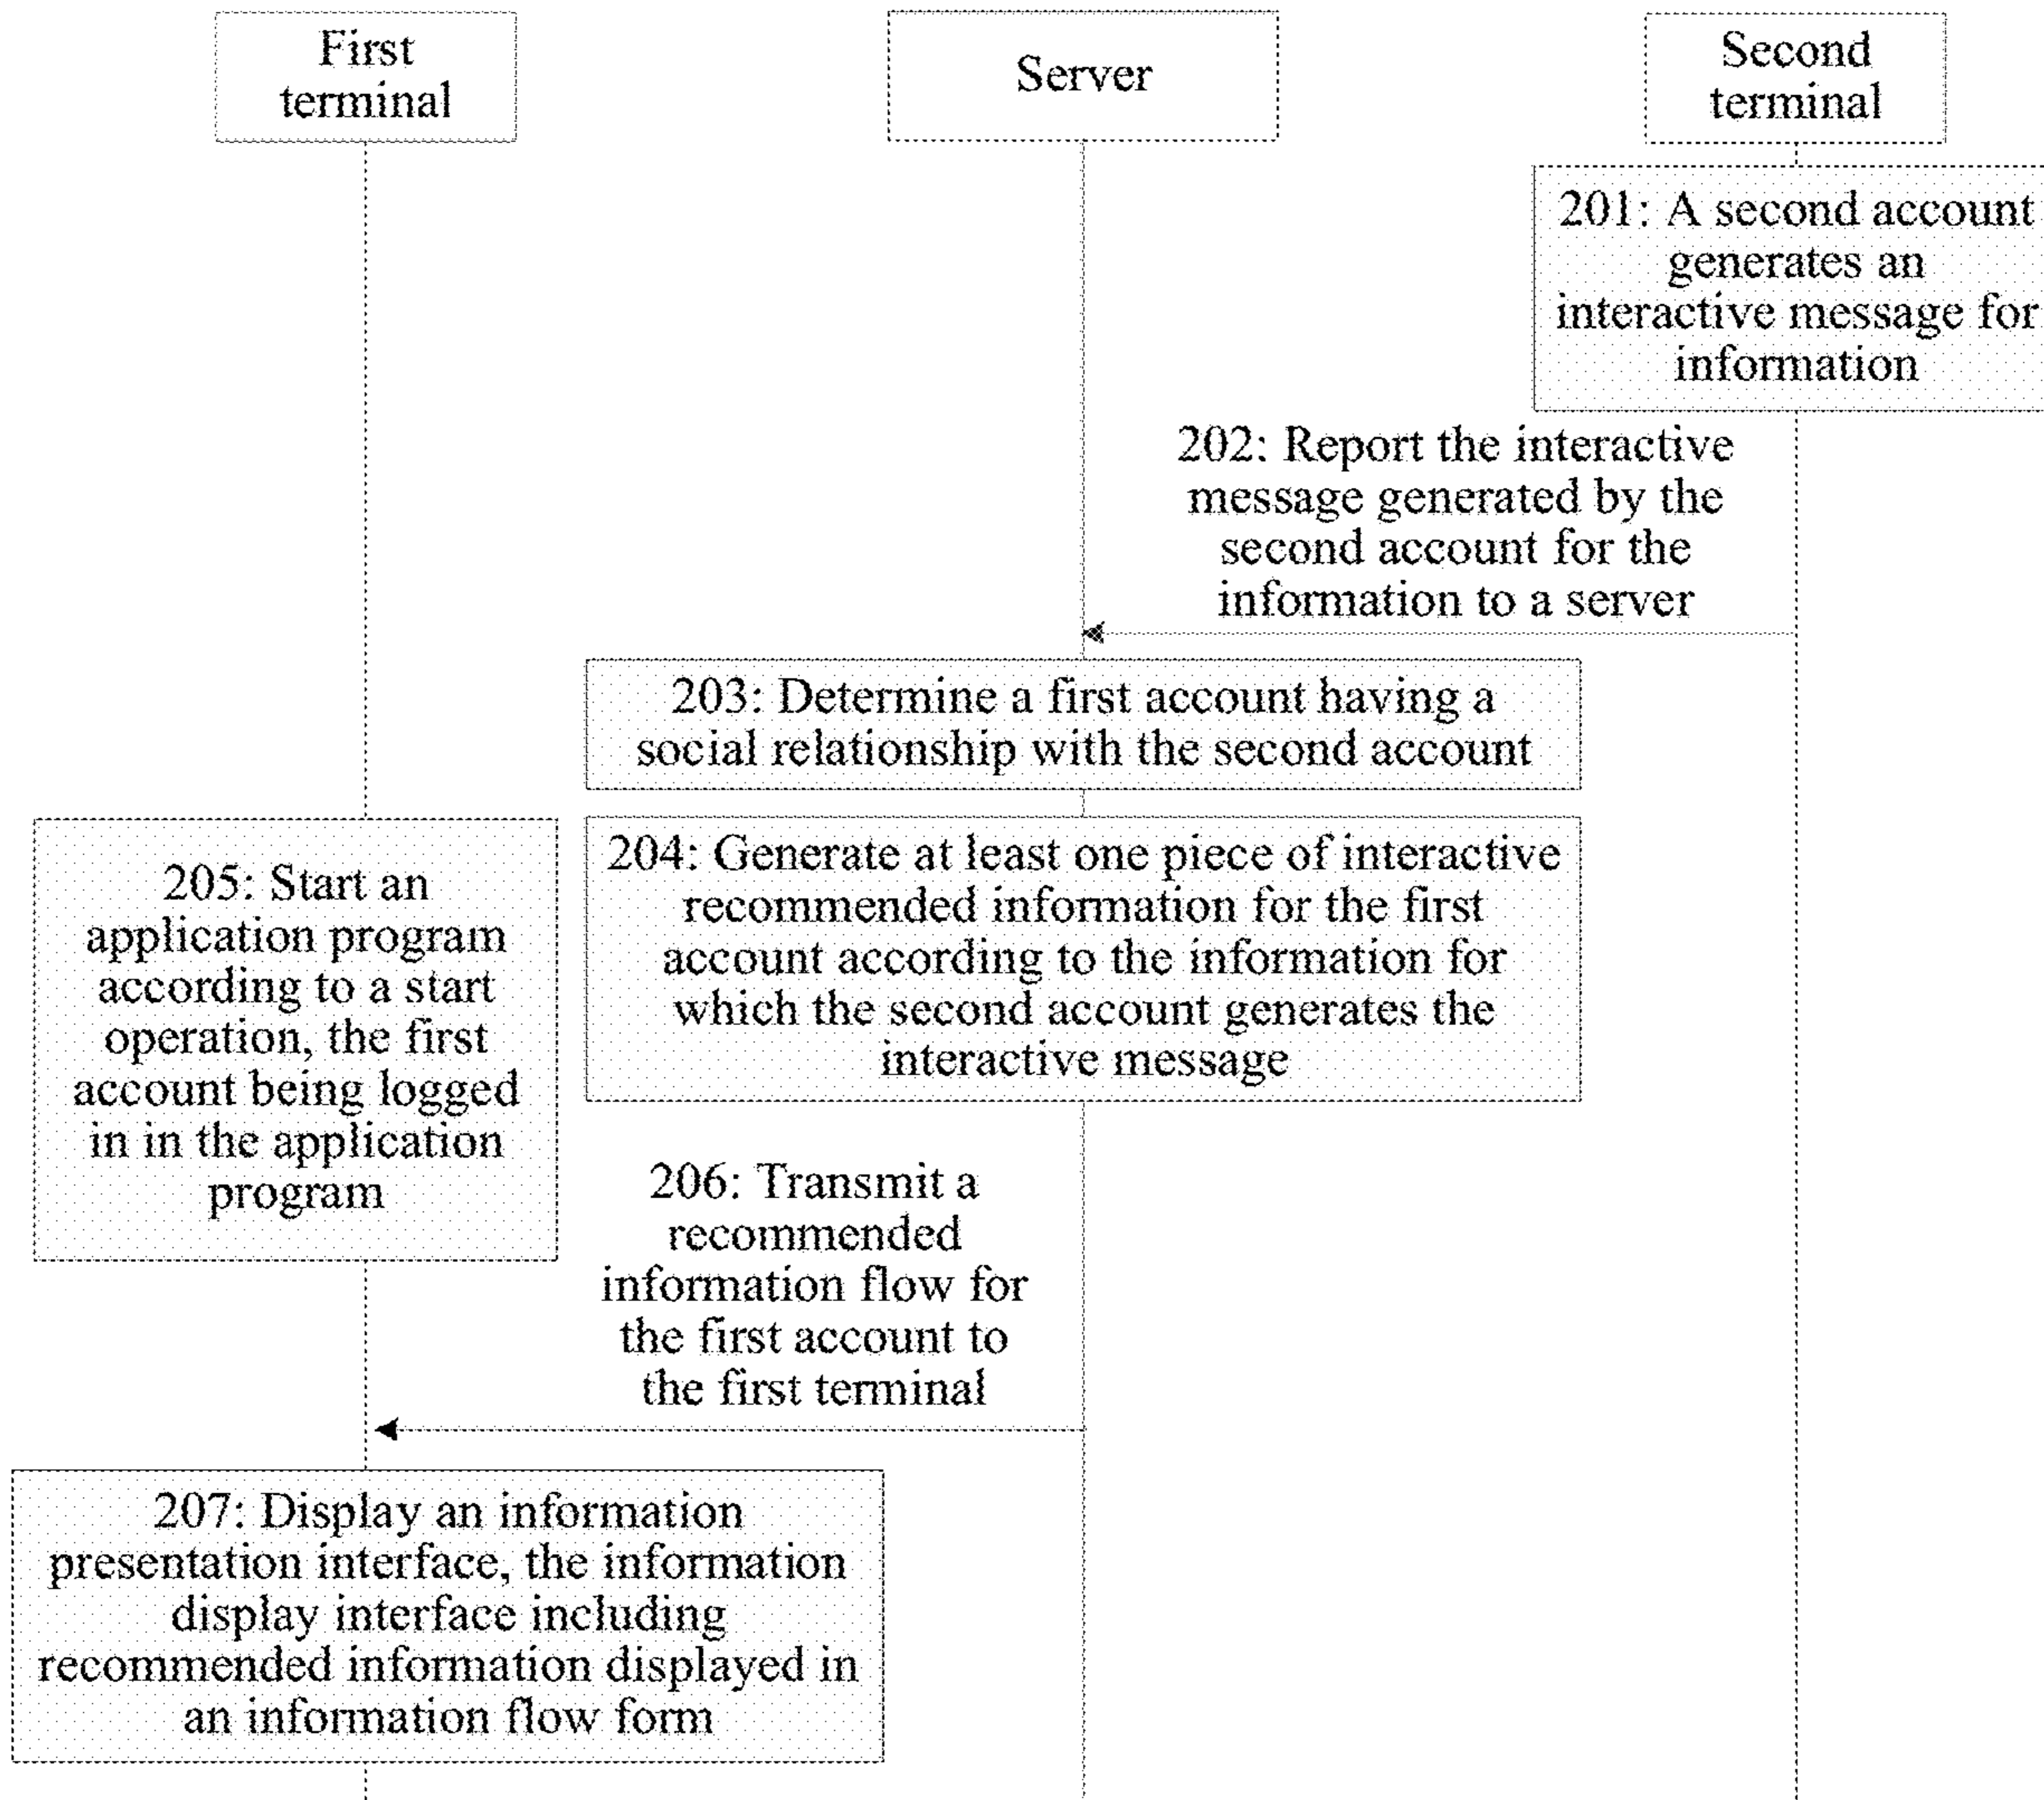 First
terminal
Server
Second
terminal
201: A second account
generates an
interactive message for
information
202: Report the interactive
message generated by the
second account for the
information to a server
203: Determine a first account having a
social relationship with the second account
204: Generate at least one piece of interactive
recommended information for the first
account according to the information for
which the second account generates the
interactive message
205: Start an
application program
according to a start
operation, the first
account being logged
in in the application
program
206: Transmit a
recommended
information flow for
the first account to
the first terminal
207: Display an information
presentation interface, the information
display interface including
recommended information displayed in
an information flow form